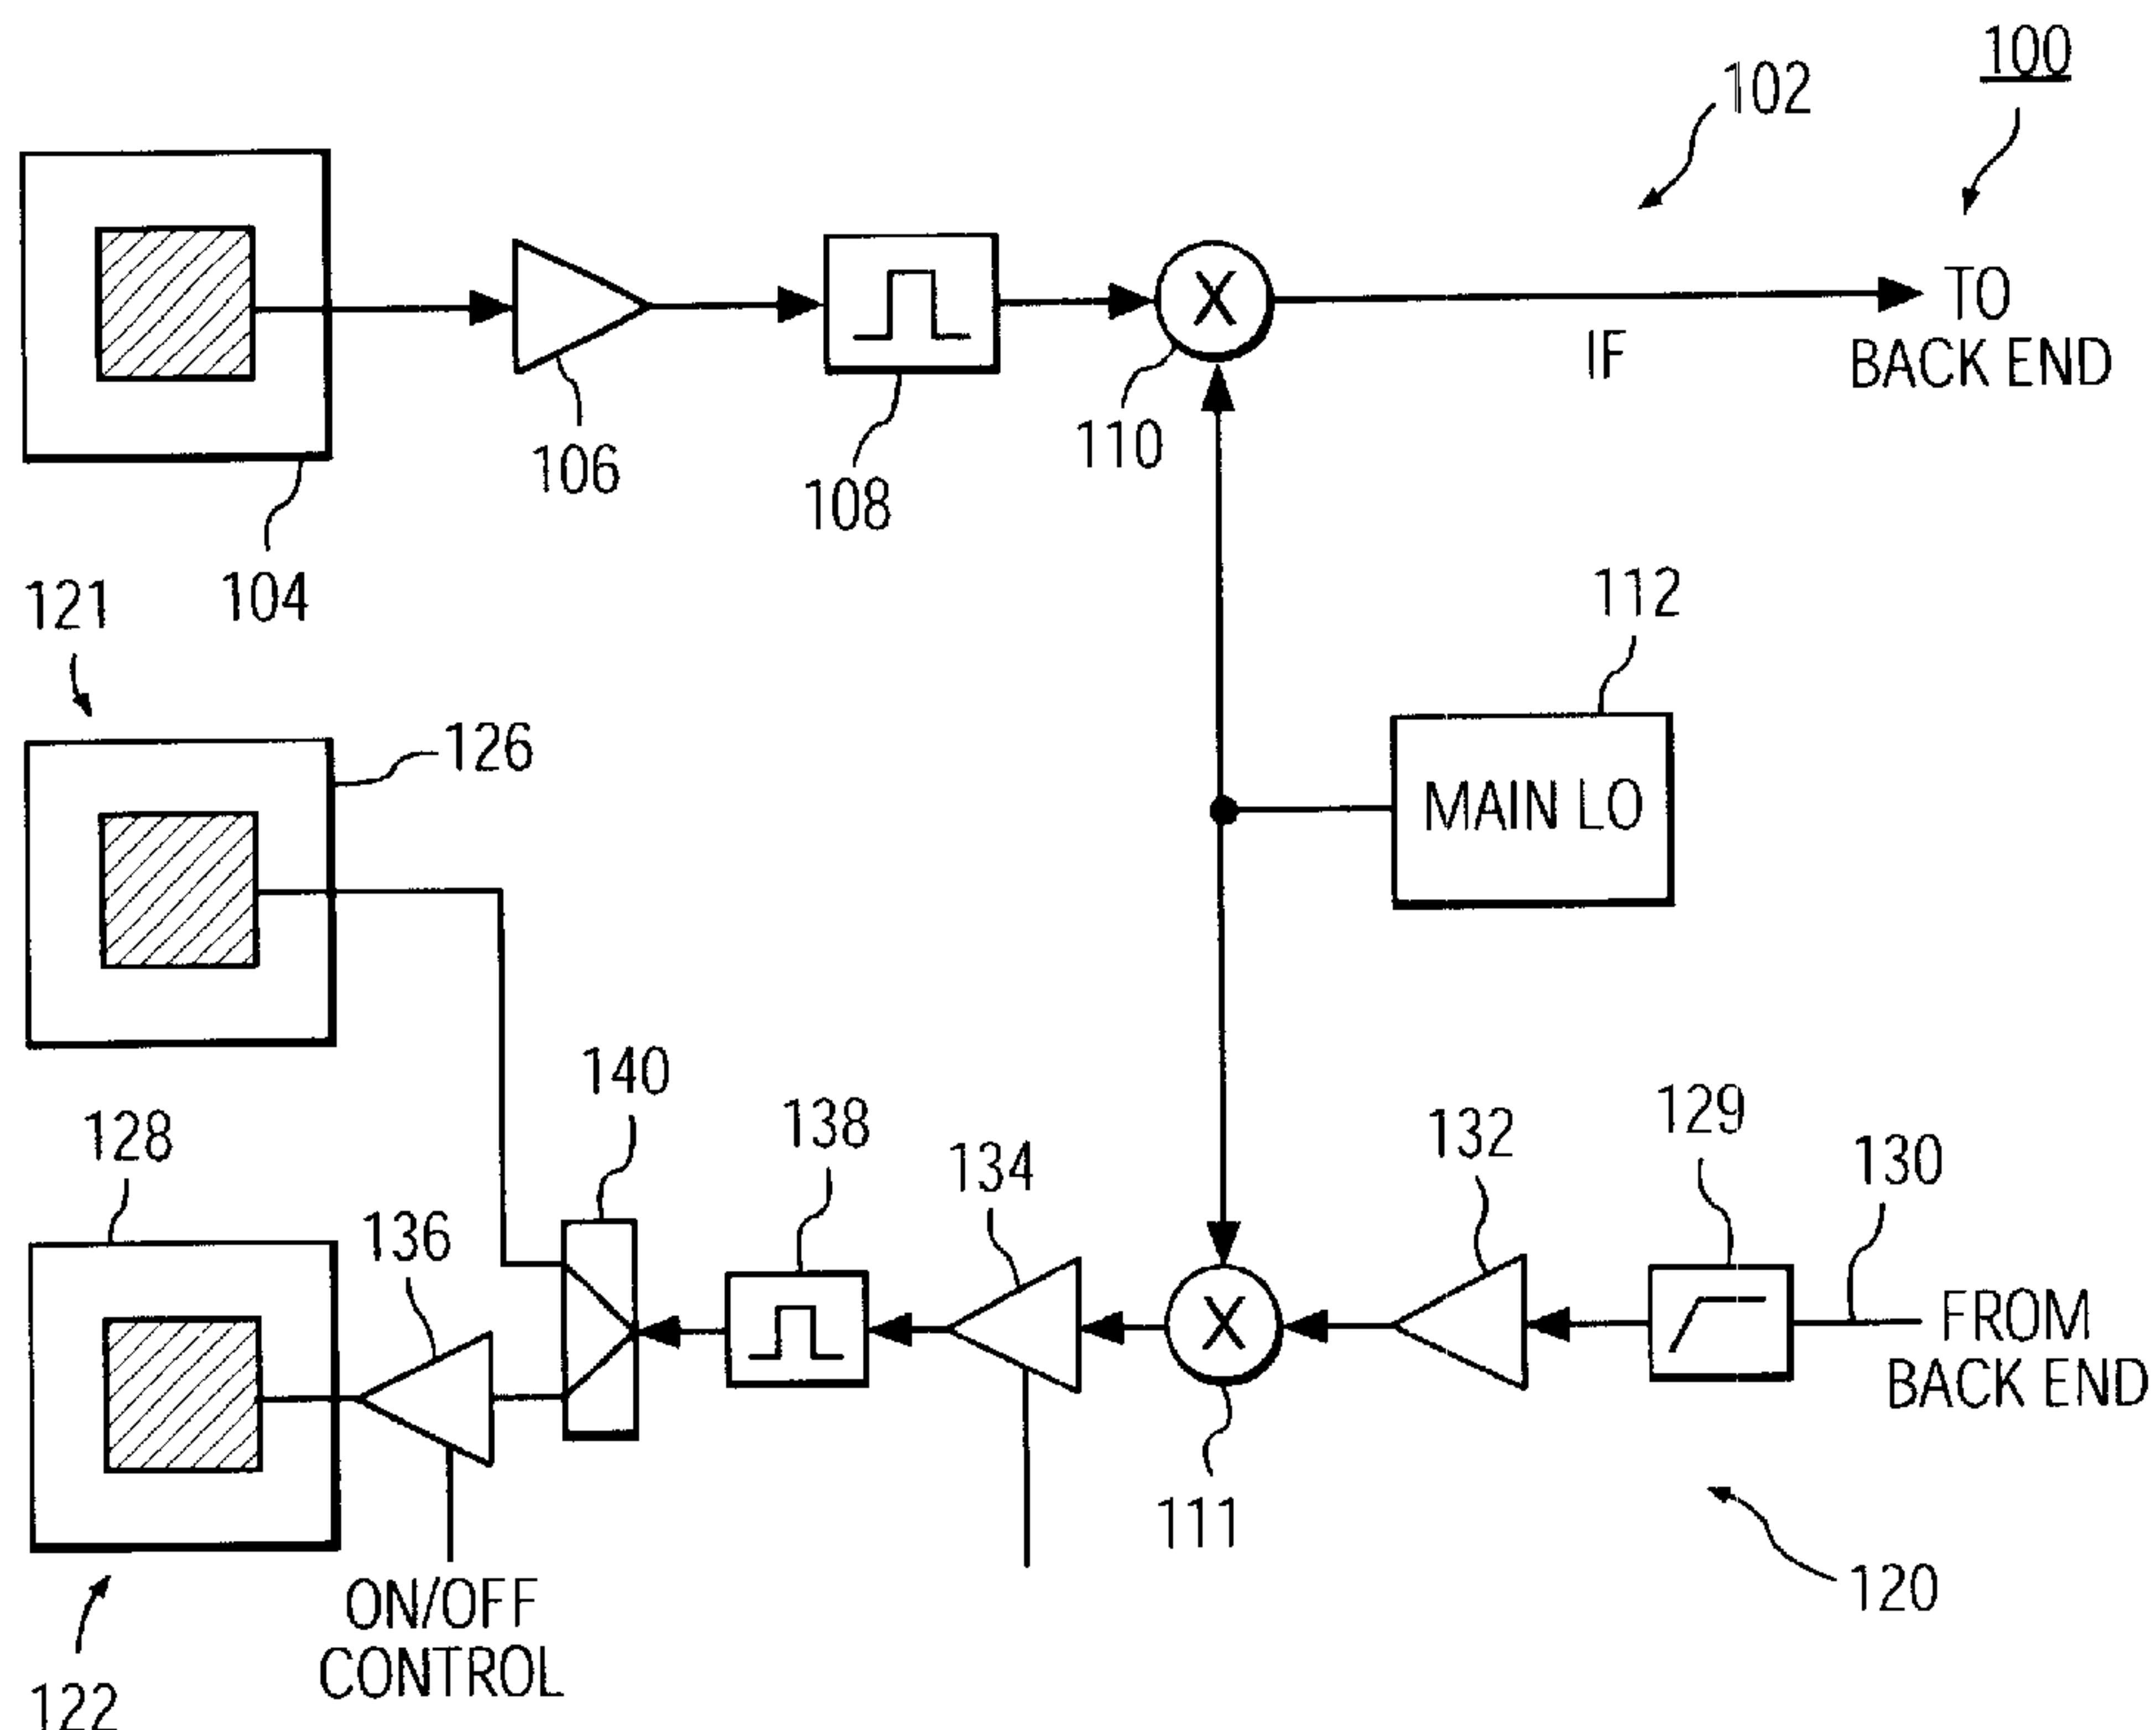 100
102
TO
BACK END
IF
110
106
108
104
121
112
126
MAIN LO
140
129
138
132
128
130
134
136
FROM
BACK END
111
120
ON/OFF
CONTROL
122
X
X